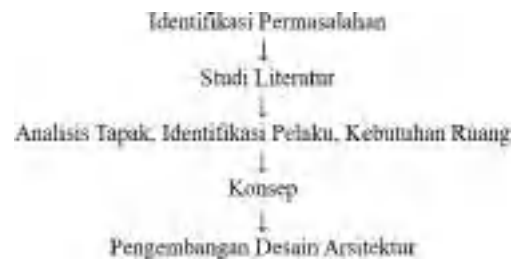 Identifikasi Permasalahan
Studi Literatur
Analisis Tapak, Identifikasi Pelaku, Kebutuhan Ruang
Konsep
Pengembangan Desain Arsitektur